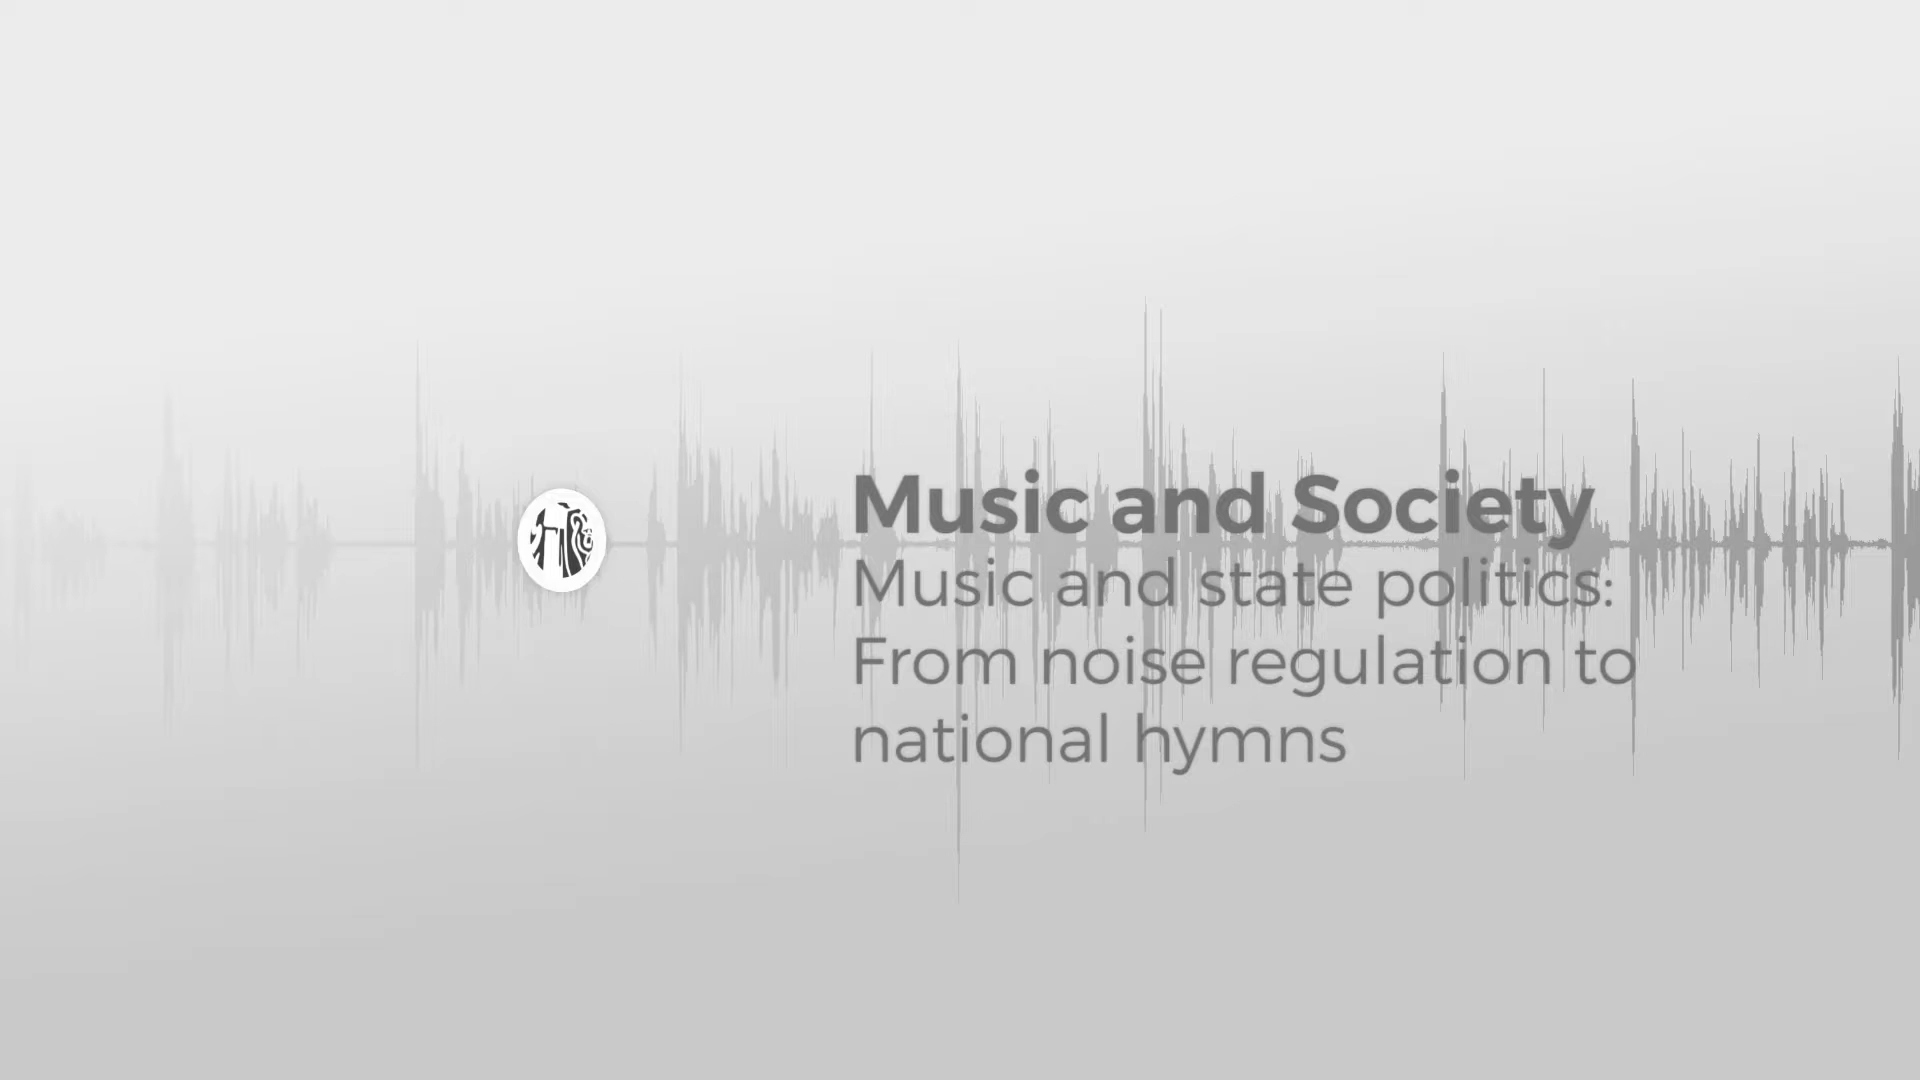 Music and Society
Music and state politics:
From noise regulation to
national hymns